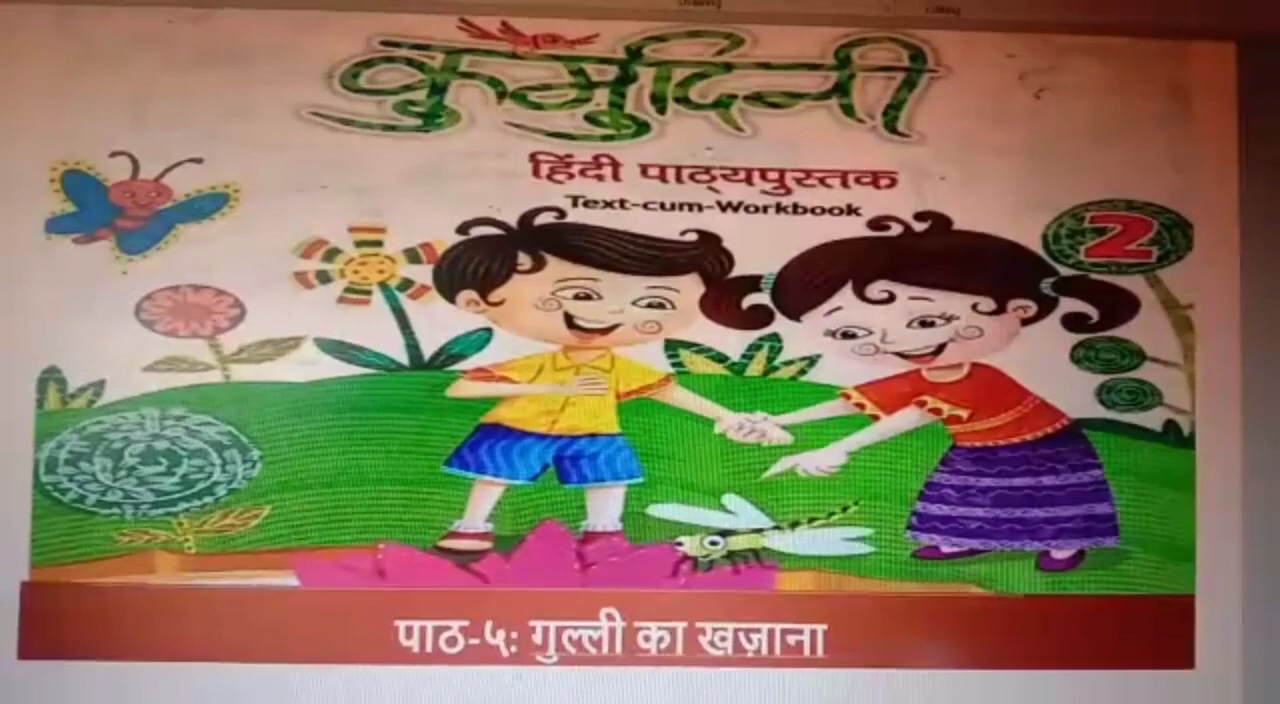 कुमुदिनी
हिंदी पाठ्यपुस्तक
Text-cum-Workbook
2
पाठ-५: गुल्ली का खज़ाना